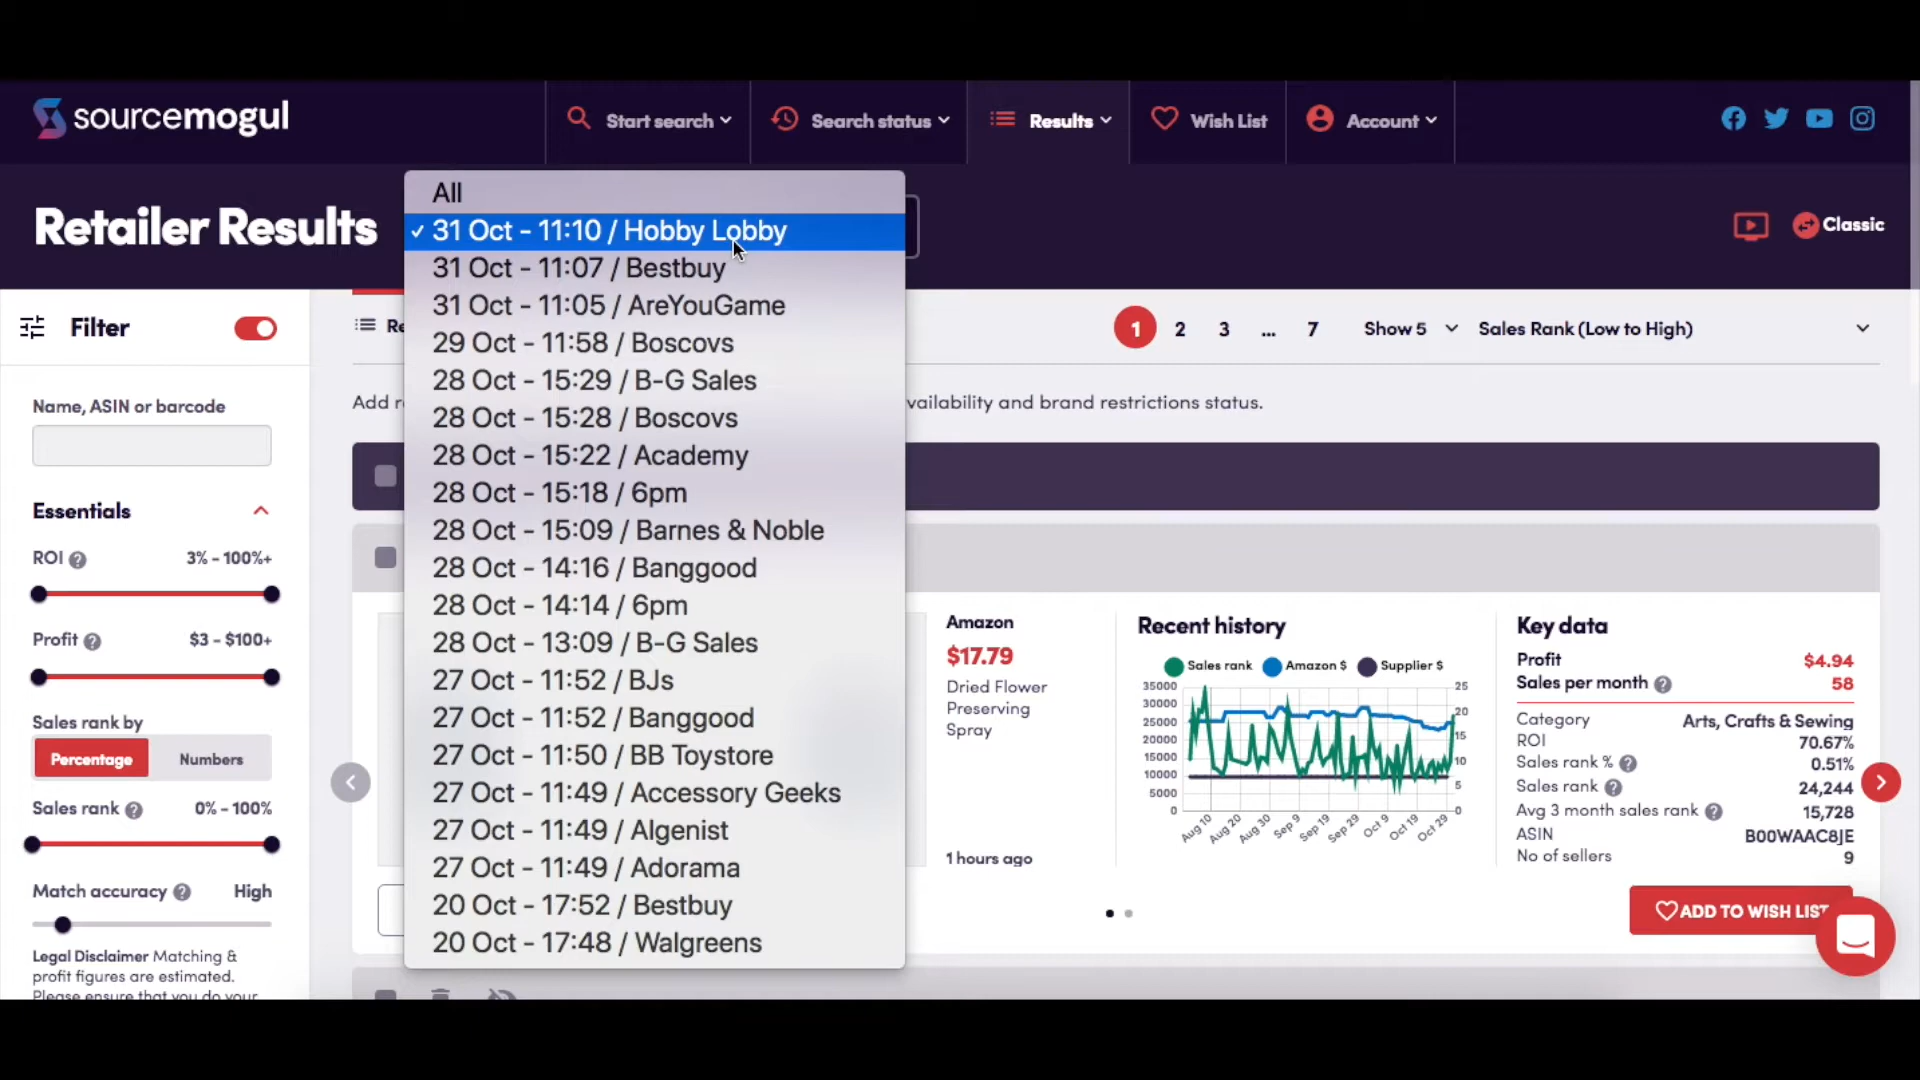 sourcemogul
Start search
Search status
Results
Wish List
Account
Retailer Results
Classic
All
✓ 31 Oct - 11:10 / Hobby Lobby
31 Oct - 11:07 / Bestbuy
31 Oct - 11:05 / AreYouGame
29 Oct - 11:58 / Boscovs
28 Oct - 15:29 / B-G Sales
28 Oct - 15:28 / Boscovs
28 Oct - 15:22 / Academy
28 Oct - 15:18 / 6pm
28 Oct - 15:09 / Barnes & Noble
28 Oct - 14:16 / Banggood
28 Oct - 14:14 / 6pm
28 Oct - 13:09 / B-G Sales
27 Oct - 11:52 / BJs
27 Oct - 11:52 / Banggood
27 Oct - 11:50 / BB Toystore
27 Oct - 11:49 / Accessory Geeks
27 Oct - 11:49 / Algenist
27 Oct - 11:49 / Adorama
20 Oct - 17:52 / Bestbuy
20 Oct - 17:48 / Walgreens
Filter
Name, ASIN or barcode
Essentials
ROI ? 3% - 100%+
Profit ? $3 - $100+
Sales rank by
Percentage Numbers
Sales rank ? 0% - 100%
Match accuracy ? High
Legal Disclaimer Matching &
profit figures are estimated.
Please ensure that you do your
1 2 3 ... 7
Show 5
Sales Rank (Low to High)
Add
availability and brand restrictions status.
Amazon
$17.79
Dried Flower
Preserving
Spray
1 hours ago
Recent history
Sales rank Amazon $ Supplier $
35000
30000
25000
20000
15000
10000
5000
0
25
20
15
10
5
0
Aug 10 Aug 20 Aug 30 Sep 9 Sep 19 Sep 29 Oct 9 Oct 19 Oct 29
Key data
Profit $4.94
Sales per month ? 58
Category Arts, Crafts & Sewing
ROI 70.67%
Sales rank % ? 0.51%
Sales rank ? 24,244
Avg 3 month sales rank ? 15,728
ASIN B00WAAC8JE
No of sellers 9
ADD TO WISH LIST